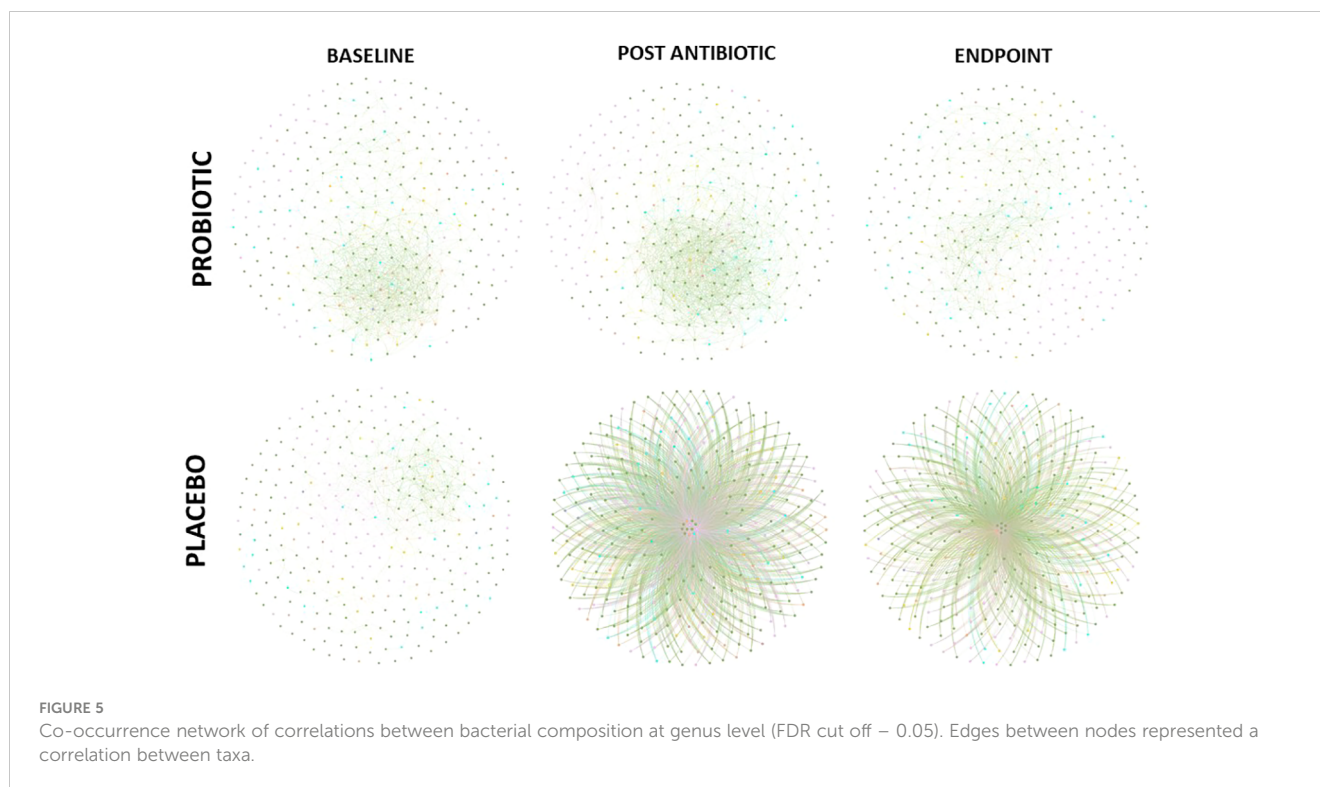 BASELINE
POST ANTIBIOTIC
ENDPOINT
PROBIOTIC
PLACEBO
FIGURE 5
Co-occurrence network of correlations between bacterial composition at genus level (FDR cut off – 0.05). Edges between nodes represented a
correlation between taxa.